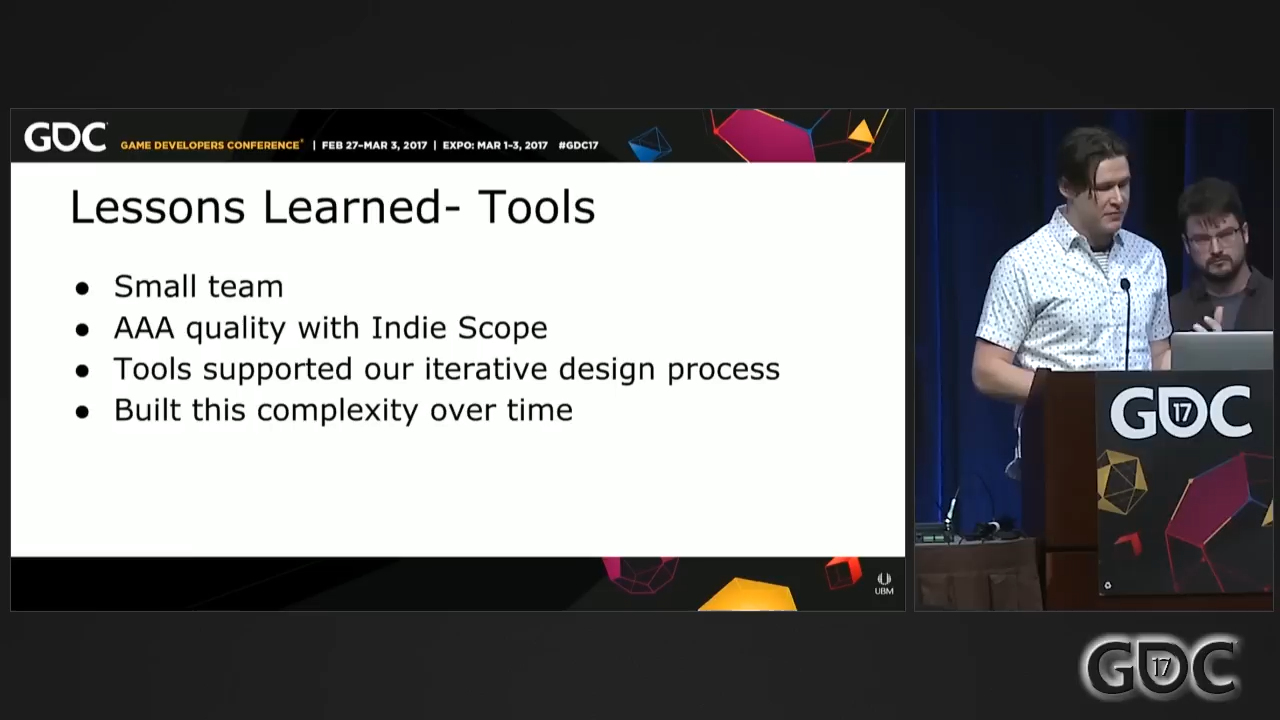 GDC GAME DEVELOPERS CONFERENCE® | FEB 27–MAR 3, 2017 | EXPO: MAR 1–3, 2017 #GDC17
Lessons Learned- Tools
● Small team
● AAA quality with Indie Scope
● Tools supported our iterative design process
● Built this complexity over time
UBM
GDC
17
GDC
17